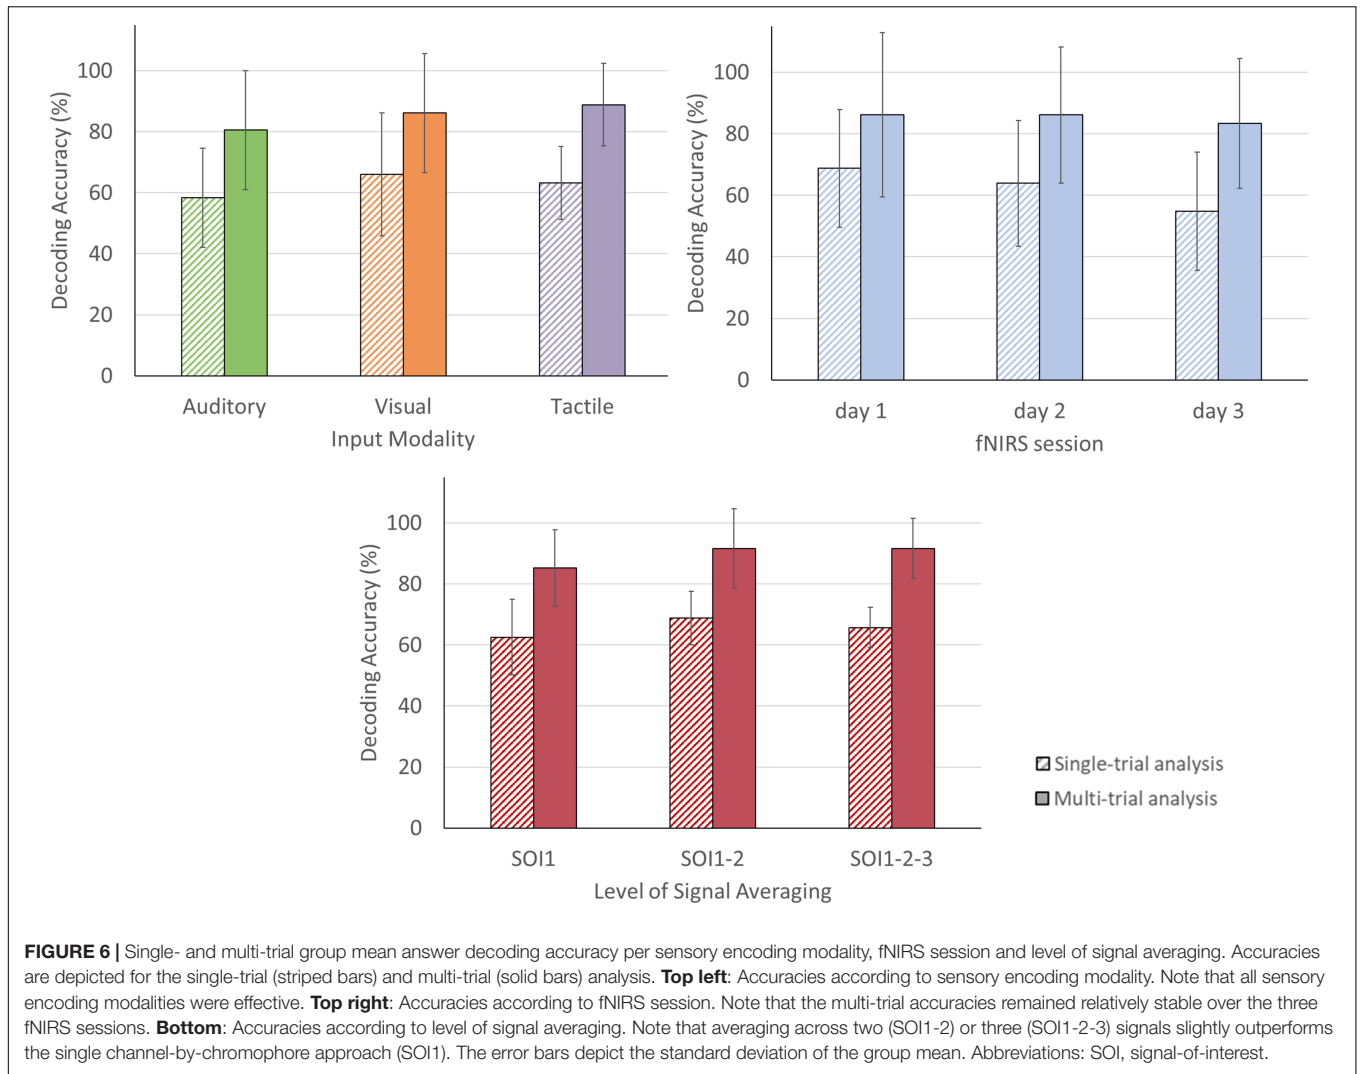 Decoding Accuracy (%)
100
80
60
40
20
0
Auditory Visual Tactile
Input Modality
Decoding Accuracy (%)
100
80
60
40
20
0
day 1 day 2 day 3
fNIRS session
Decoding Accuracy (%)
100
80
60
40
20
0
SOI1 SOI1-2 SOI1-2-3
Level of Signal Averaging
Single-trial analysis
Multi-trial analysis
FIGURE 6 | Single- and multi-trial group mean answer decoding accuracy per sensory encoding modality, fNIRS session and level of signal averaging. Accuracies
are depicted for the single-trial (striped bars) and multi-trial (solid bars) analysis. Top left: Accuracies according to sensory encoding modality. Note that all sensory
encoding modalities were effective. Top right: Accuracies according to fNIRS session. Note that the multi-trial accuracies remained relatively stable over the three
fNIRS sessions. Bottom: Accuracies according to level of signal averaging. Note that averaging across two (SOI1-2) or three (SOI1-2-3) signals slightly outperforms
the single channel-by-chromophore approach (SOI1). The error bars depict the standard deviation of the group mean. Abbreviations: SOI, signal-of-interest.